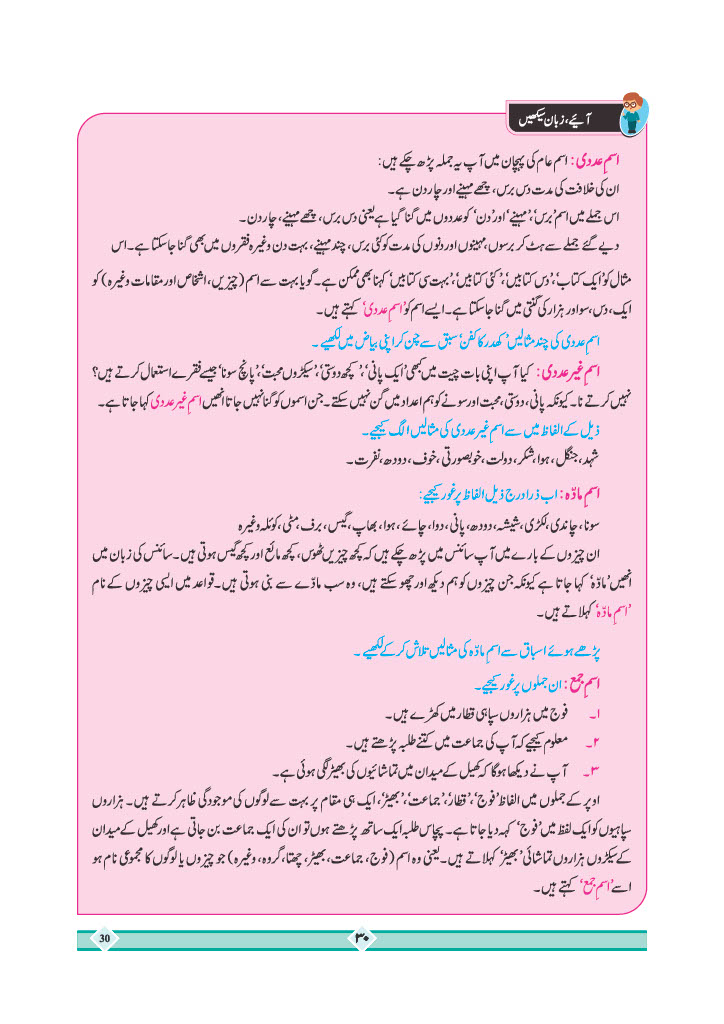 آئیے، زبان سیکھیں
اسمِ عددی : اسم عام کی پہچان میں آپ یہ جملہ پڑھ چکے ہیں :
ان کی خلافت کی مدت دس برس، چھے مہینے اور چار دن ہے۔
اس جملے میں اسم 'برس'، 'مہینے' اور 'دن' کو عددوں میں گنا گیا ہے یعنی دس برس، چھے مہینے، چار دن۔
دیے گئے جملے سے ہٹ کر برسوں، مہینوں اور دنوں کی مدت کو کئی برس، چند مہینے، بہت دن وغیرہ فقروں میں بھی گنا جاسکتا ہے۔ اس
مثال کو 'ایک کتاب'، 'دس کتابیں'، 'کئی کتابیں'، 'بہت سی کتابیں' کہنا بھی ممکن ہے۔ گویا بہت سے اسم (چیزیں، اشخاص اور مقامات وغیرہ) کو
ایک، دس، سو اور ہزار کی گنتی میں گنا جاسکتا ہے۔ ایسے اسم کو 'اسمِ عددی' کہتے ہیں۔
اسمِ عددی کی چند مثالیں 'کھدر کا کفن' سبق سے چن کر اپنی بیاض میں لکھیے ۔
اسمِ غیر عددی : کیا آپ اپنی بات چیت میں کبھی 'ایک پانی'، 'کچھ دوستی'، 'سیکڑوں محبت'، 'پانچ سونا' جیسے فقرے استعمال کرتے ہیں؟
نہیں کرتے نا۔ کیونکہ پانی، دوستی، محبت اور سونے کو ہم اعداد میں گن نہیں سکتے۔ جن اسموں کو گنا نہیں جاتا انھیں اسمِ غیر عددی کہا جاتا ہے۔
ذیل کے الفاظ میں سے اسمِ غیر عددی کی مثالیں الگ کیجیے۔
شہد، جنگل، ہوا، شکر، دولت، خوبصورتی، خوف، دودھ، نفرت۔
اسمِ مادّہ : اب ذرا درج ذیل الفاظ پر غور کیجیے:
سونا، چاندی، لکڑی، شیشہ، دودھ، پانی، دوا، چائے، ہوا، بھاپ، گیس، برف، مٹی، کوئلہ وغیرہ
ان چیزوں کے بارے میں آپ سائنس میں پڑھ چکے ہیں کہ کچھ چیزیں ٹھوس، کچھ مائع اور کچھ گیس ہوتی ہیں۔ سائنس کی زبان میں
انھیں 'مادّہ' کہا جاتا ہے کیونکہ جن چیزوں کو ہم دیکھ اور چھو سکتے ہیں، وہ سب مادّے سے بنی ہوتی ہیں۔ قواعد میں ایسی چیزوں کے نام
'اسمِ مادّہ' کہلاتے ہیں۔
پڑھے ہوئے اسباق سے اسمِ مادّہ کی مثالیں تلاش کرکے لکھیے ۔
اسمِ جمع : ان جملوں پر غور کیجیے۔
۱۔ فوج میں ہزاروں سپاہی قطار میں کھڑے ہیں۔
۲۔ معلوم کیجیے کہ آپ کی جماعت میں کتنے طلبہ پڑھتے ہیں۔
۳۔ آپ نے دیکھا ہوگا کہ کھیل کے میدان میں تماشائیوں کی بھیڑ لگی ہوئی ہے۔
اوپر کے جملوں میں الفاظ 'فوج'، 'قطار'، 'جماعت'، 'بھیڑ'، ایک ہی مقام پر بہت سے لوگوں کی موجودگی ظاہر کرتے ہیں۔ ہزاروں
سپاہیوں کو ایک لفظ میں 'فوج' کہہ دیا جاتا ہے۔ پچاس طلبہ ایک ساتھ پڑھتے ہوں تو ان کی ایک جماعت بن جاتی ہے اور کھیل کے میدان
کے سیکڑوں ہزاروں تماشائی 'بھیڑ' کہلاتے ہیں۔ یعنی وہ اسم (فوج، جماعت، بھیڑ، چھتا، گروہ، وغیرہ) جو چیزوں یا لوگوں کا مجموعی نام ہو
اسے 'اسمِ جمع' کہتے ہیں۔
۳۰
30